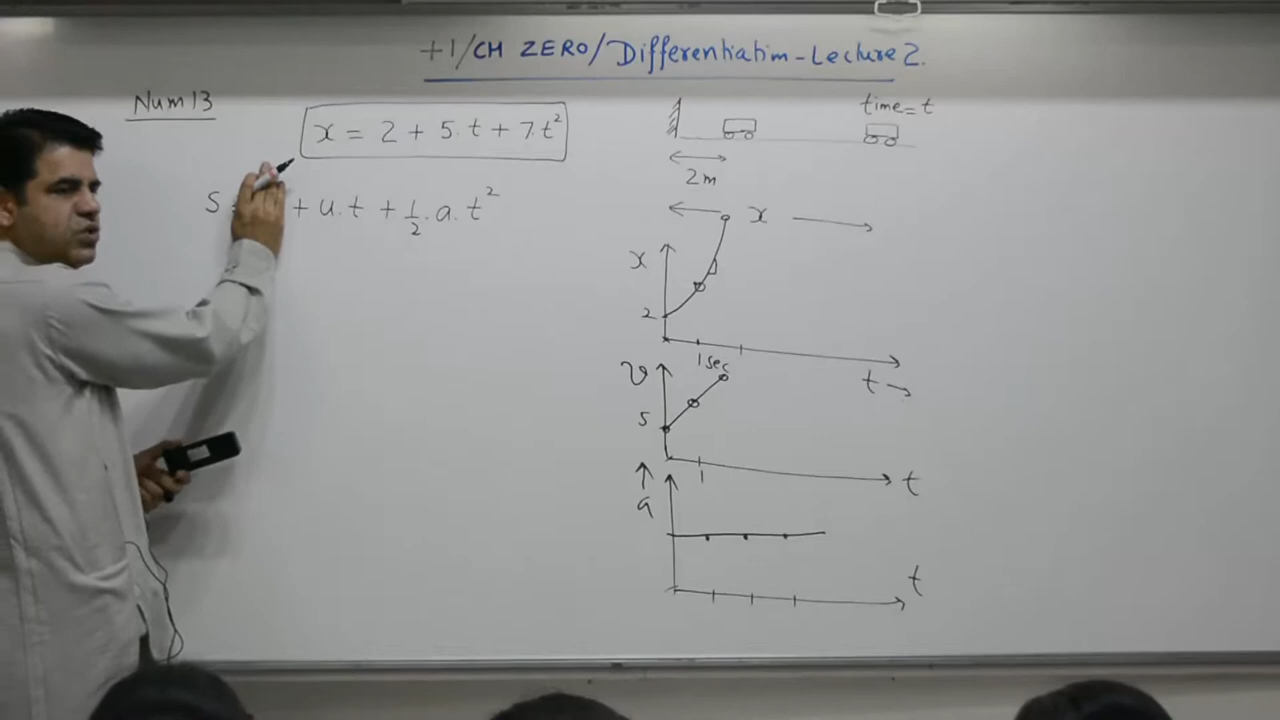 +1/CH ZERO/Differentiation-Lecture 2.
Num 13
x = 2 + 5.t + 7.t²
time=t
2m
S + u.t + 1/2 .a.t²
x
x
2
1 sec
t
v
5
1
t
a
t